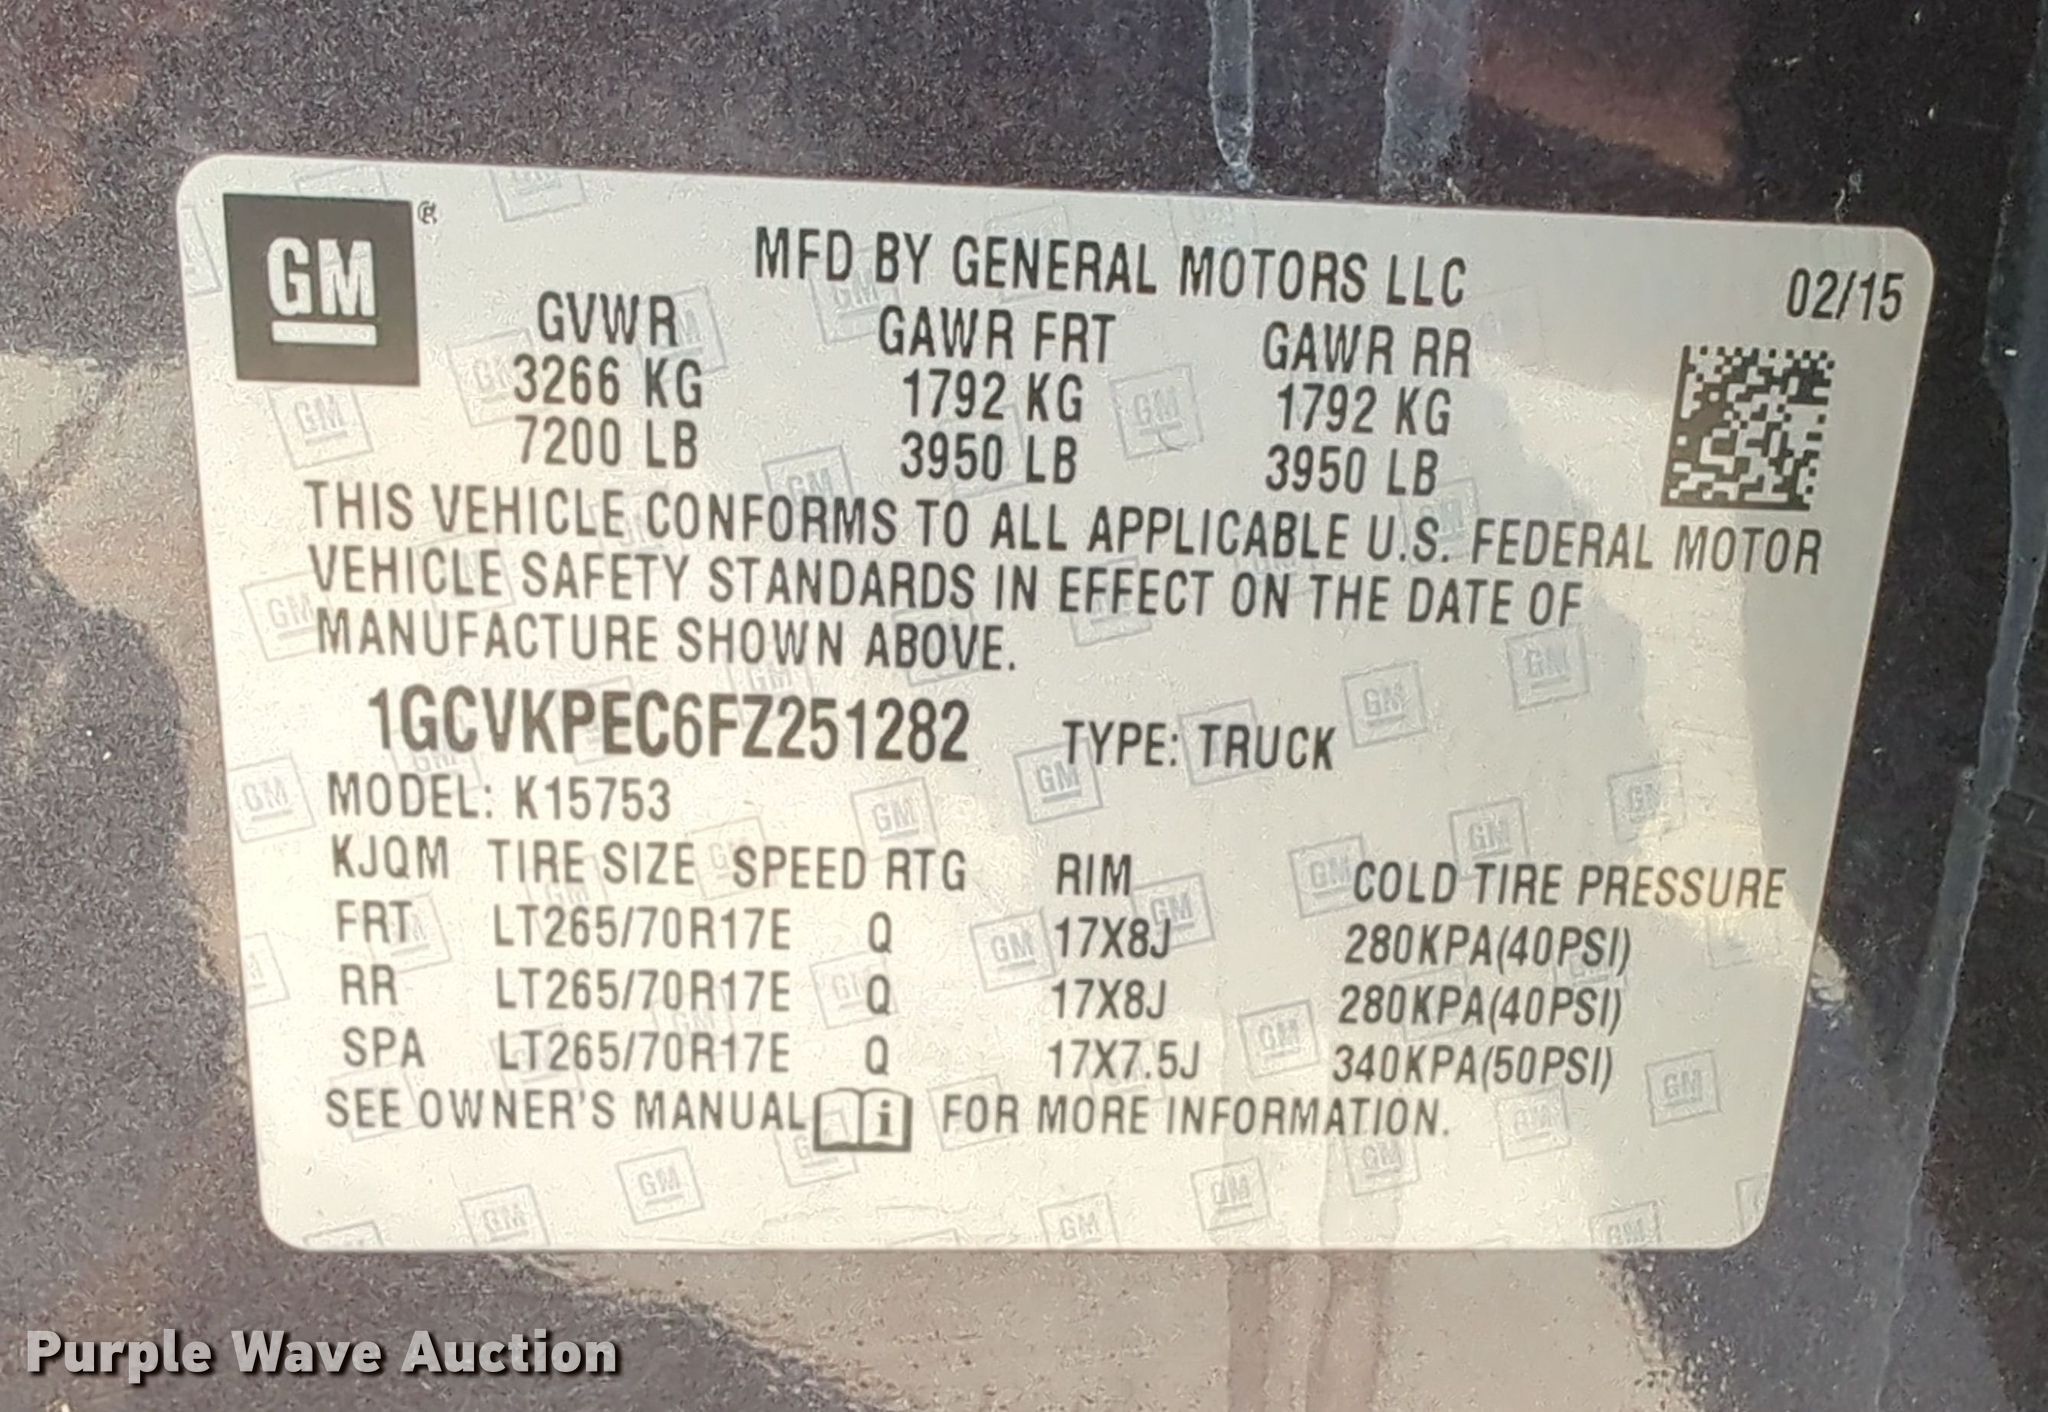 GM®
MFD BY GENERAL MOTORS LLC
02/15
GVWR GAWR FRT GAWR RR
3266 KG 1792 KG 1792 KG
7200 LB 3950 LB 3950 LB
THIS VEHICLE CONFORMS TO ALL APPLICABLE U.S. FEDERAL MOTOR
VEHICLE SAFETY STANDARDS IN EFFECT ON THE DATE OF
MANUFACTURE SHOWN ABOVE.
1GCVKPEC6FZ251282 TYPE: TRUCK
MODEL: K15753
KJQM TIRE SIZE SPEED RTG RIM COLD TIRE PRESSURE
FRT LT265/70R17E Q 17X8J 280KPA(40PSI)
RR LT265/70R17E Q 17X8J 280KPA(40PSI)
SPA LT265/70R17E Q 17X7.5J 340KPA(50PSI)
SEE OWNER'S MANUAL i FOR MORE INFORMATION.
Purple Wave Auction